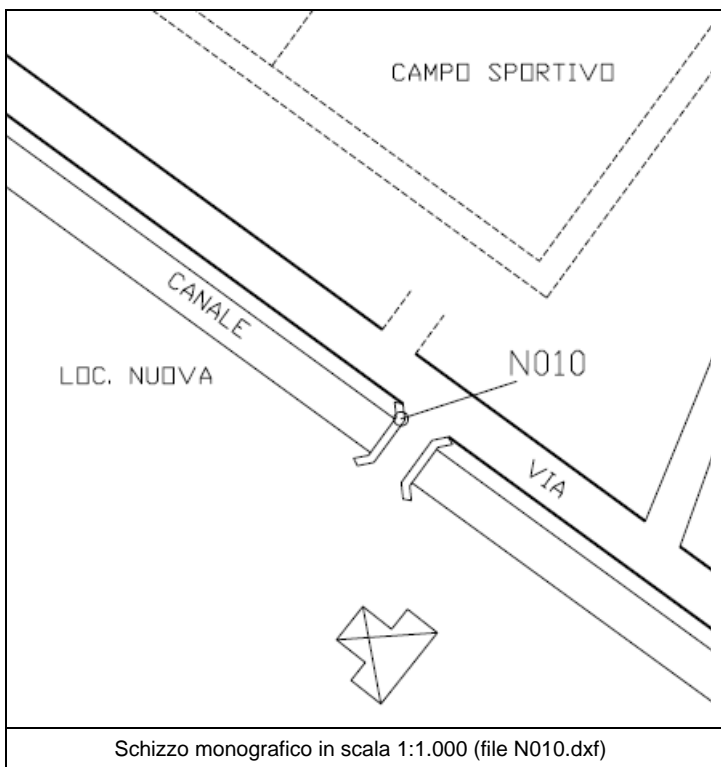 CAMPO SPORTIVO
CANALE
LOC. NUOVA
N010
VIA
Schizzo monografico in scala 1:1.000 (file N010.dxf)